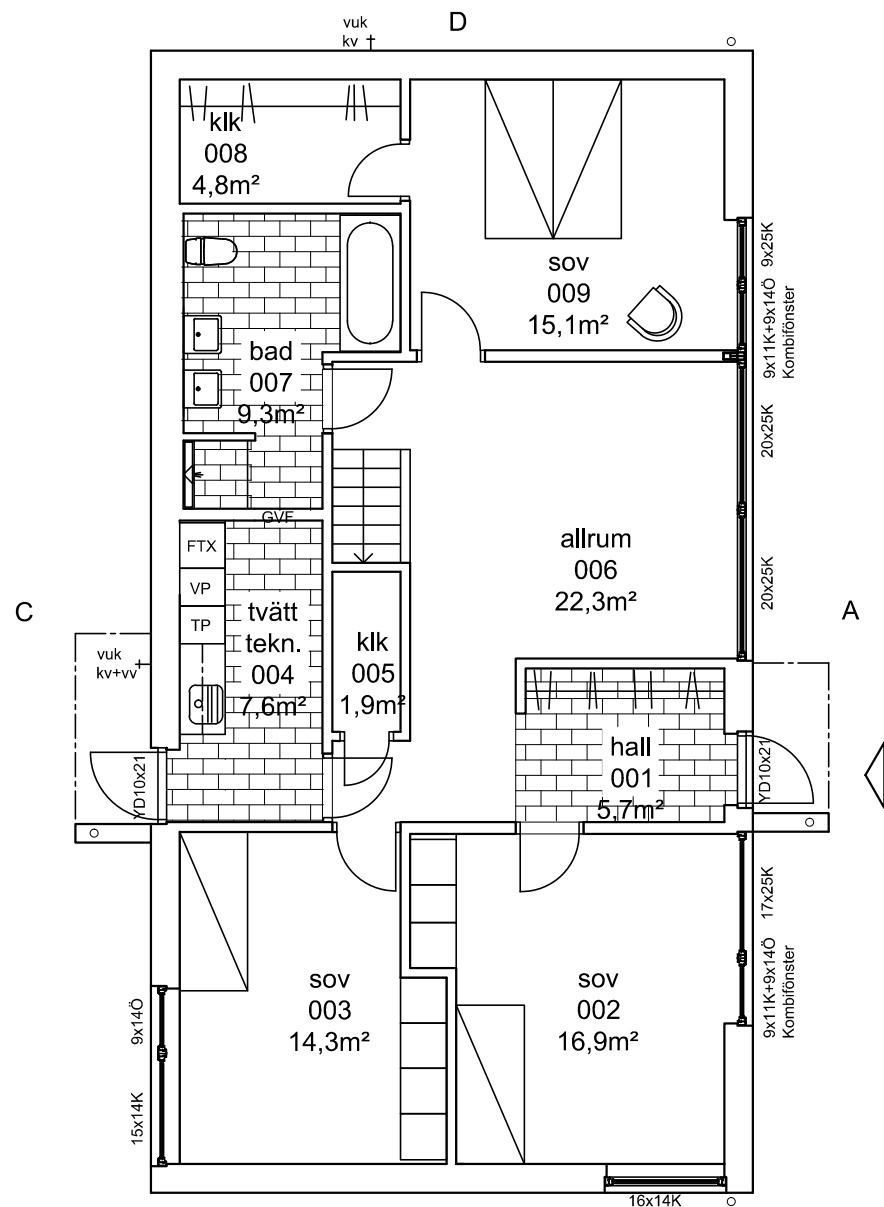 vuk
kv
D
klk
008
4,8m²
sov
009
15,1m²
9x25K
9x11K+9x14Ö
Kombifönster
bad
007
9,3m²
20x25K
GVF
FTX
VP
TP
tvätt
tekn.
004
7,6m²
allrum
006
22,3m²
20x25K
C
A
vuk
kv+vv
klk
005
1,9m²
hall
001
5,7m²
YD10x21
YD10x21
17x25K
9x11K+9x14Ö
Kombifönster
sov
003
14,3m²
sov
002
16,9m²
9x14Ö
15x14K
16x14K